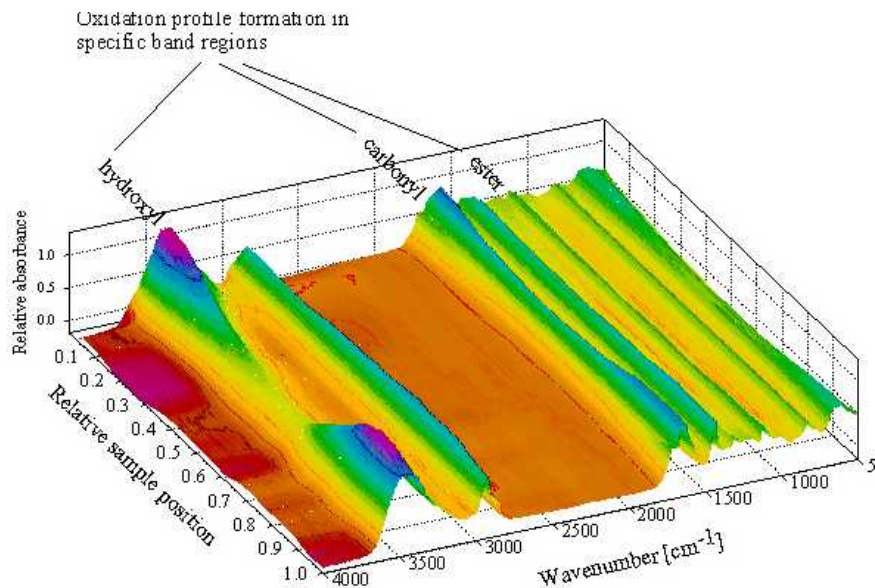 Oxidation profile formation in
specific band regions
hydroxyl
carbonyl
ester
Relative absorbance
1.0
0.5
0.0
0.1
0.2
0.3
0.4
0.5
0.6
0.7
0.8
0.9
1.0
Relative sample position
4000
3500
3000
2500
2000
1500
1000
5
Wavenumber [cm⁻¹]